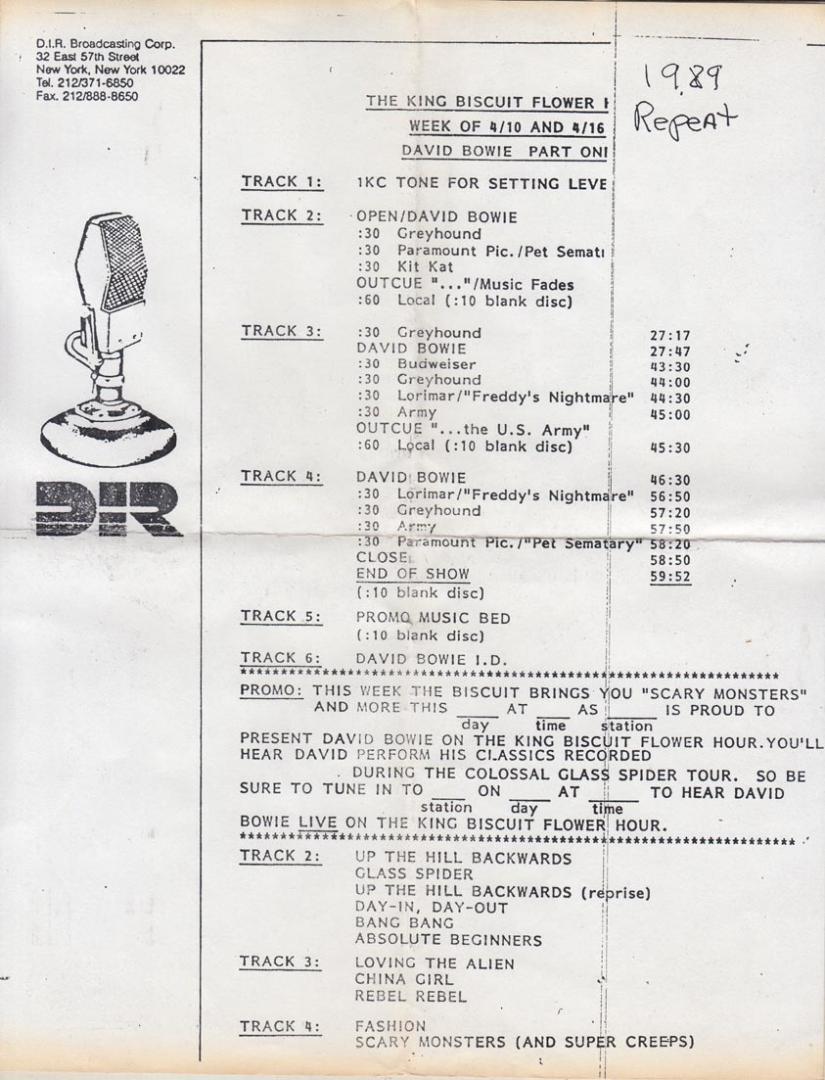 D.I.R. Broadcasting Corp.
32 East 57th Street
New York, New York 10022
Tel. 212/371-6850
Fax. 212/888-8650
1989
Repeat
THE KING BISCUIT FLOWER H
WEEK OF 4/10 AND 4/16
DAVID BOWIE PART ONE
TRACK 1: 1KC TONE FOR SETTING LEVE
TRACK 2: OPEN/DAVID BOWIE
:30 Greyhound
:30 Paramount Pic./Pet Semat
:30 Kit Kat
OUTCUE "..."/Music Fades
:60 Local (:10 blank disc)
TRACK 3: :30 Greyhound 27:17
DAVID BOWIE 27:47
:30 Budweiser 43:30
:30 Greyhound 44:00
:30 Lorimar/"Freddy's Nightmare" 44:30
:30 Army 45:00
OUTCUE "...the U.S. Army"
:60 Local (:10 blank disc) 45:30
TRACK 4: DAVID BOWIE 46:30
:30 Lorimar/"Freddy's Nightmare" 56:50
:30 Greyhound 57:20
:30 Army 57:50
:30 Paramount Pic./"Pet Sematary" 58:20
CLOSE 58:50
END OF SHOW 59:52
(:10 blank disc)
DIR
TRACK 5: PROMO MUSIC BED
(:10 blank disc)
TRACK 6: DAVID BOWIE I.D.
PROMO: THIS WEEK THE BISCUIT BRINGS YOU "SCARY MONSTERS"
AND MORE THIS ____ AT ____ AS ____ IS PROUD TO
day time station
PRESENT DAVID BOWIE ON THE KING BISCUIT FLOWER HOUR.YOU'LL
HEAR DAVID PERFORM HIS CLASSICS RECORDED
. DURING THE COLOSSAL GLASS SPIDER TOUR. SO BE
SURE TO TUNE IN TO ____ ON ____ AT ____ TO HEAR DAVID
station day time
BOWIE LIVE ON THE KING BISCUIT FLOWER HOUR.
TRACK 2: UP THE HILL BACKWARDS
GLASS SPIDER
UP THE HILL BACKWARDS (reprise)
DAY-IN, DAY-OUT
BANG BANG
ABSOLUTE BEGINNERS
TRACK 3: LOVING THE ALIEN
CHINA GIRL
REBEL REBEL
TRACK 4: FASHION
SCARY MONSTERS (AND SUPER CREEPS)